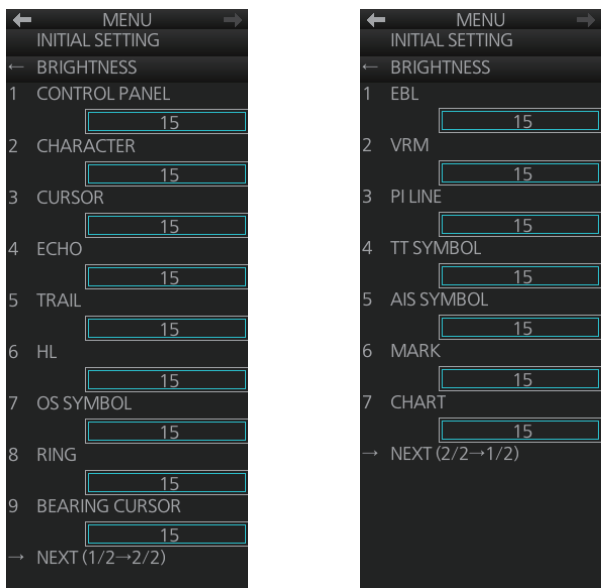 ← MENU →
INITIAL SETTING
← BRIGHTNESS
1 CONTROL PANEL
15
2 CHARACTER
15
3 CURSOR
15
4 ECHO
15
5 TRAIL
15
6 HL
15
7 OS SYMBOL
15
8 RING
15
9 BEARING CURSOR
15
→ NEXT (1/2→2/2)
← MENU →
INITIAL SETTING
← BRIGHTNESS
1 EBL
15
2 VRM
15
3 PI LINE
15
4 TT SYMBOL
15
5 AIS SYMBOL
15
6 MARK
15
7 CHART
15
→ NEXT (2/2→1/2)